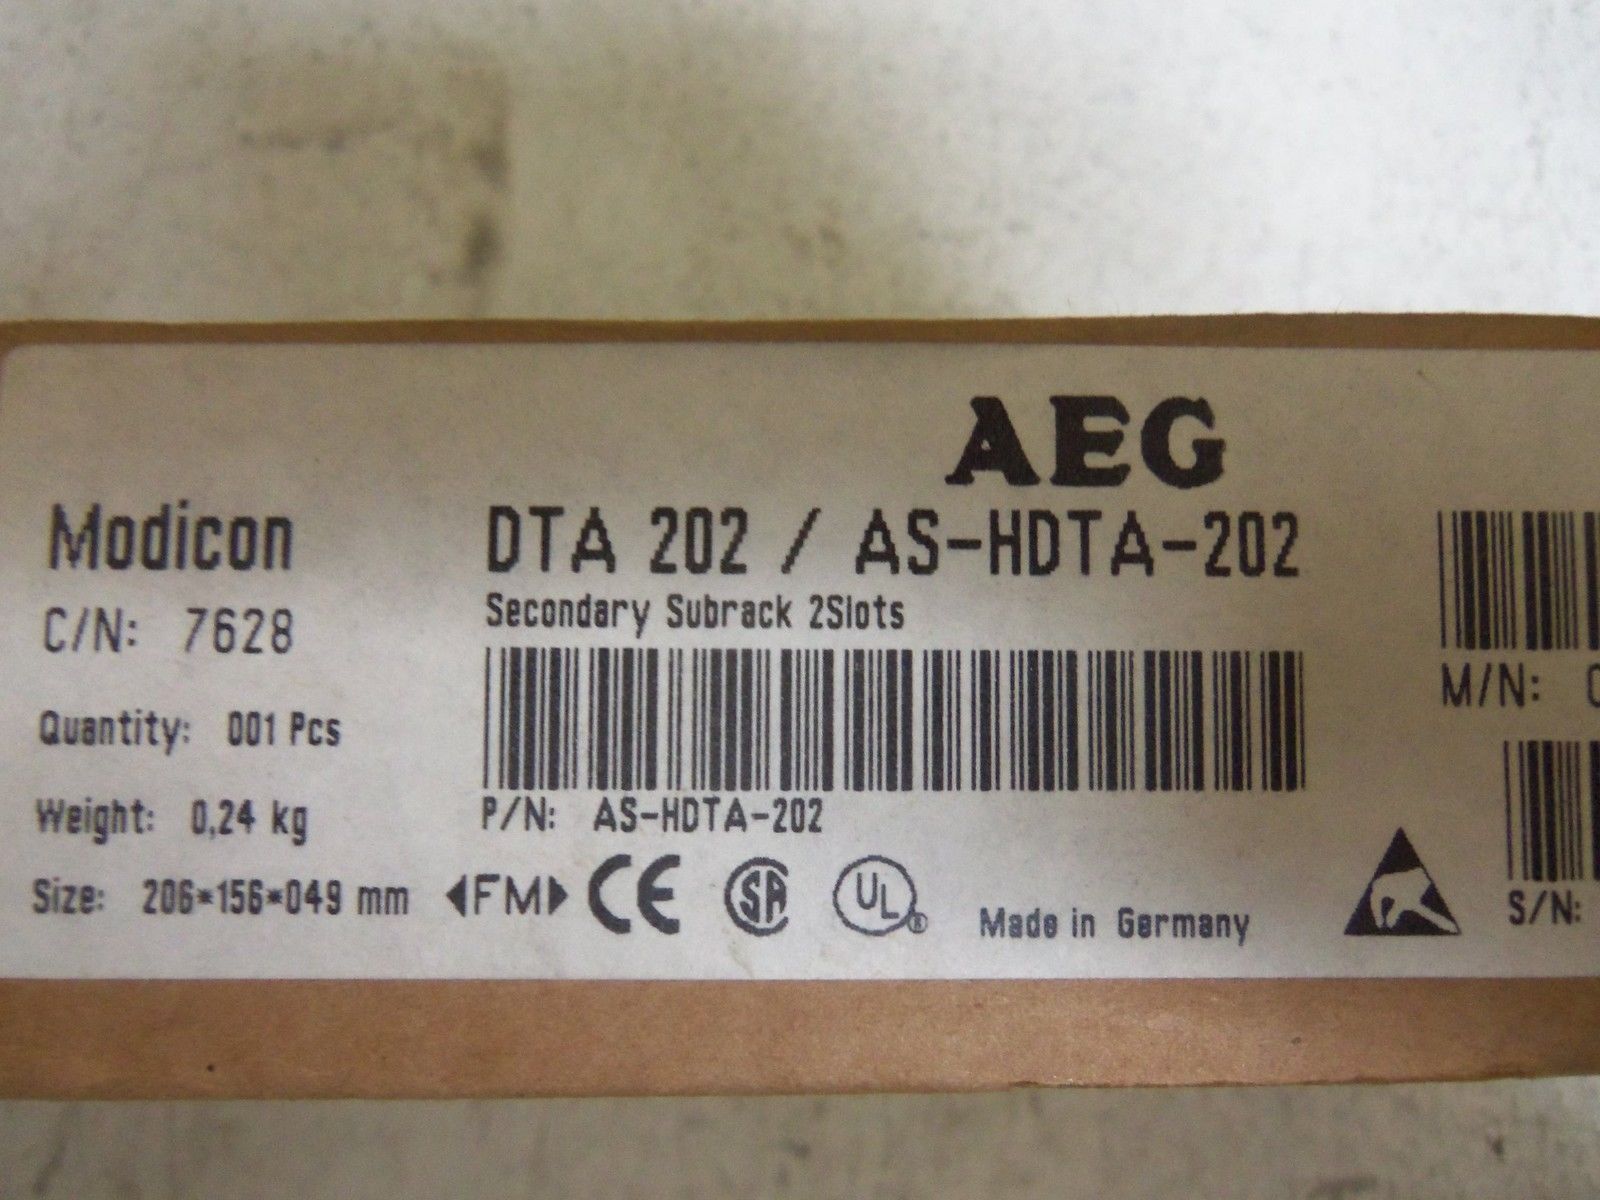 AEG
Modicon
DTA 202 / AS-HDTA-202
C/N: 7628
Secondary Subrack 2Slots
Quantity: 001 Pcs
M/N:
Weight: 0,24 kg
P/N: AS-HDTA-202
Size: 206*156*049 mm
FM CE SA UL ®
Made in Germany
S/N: